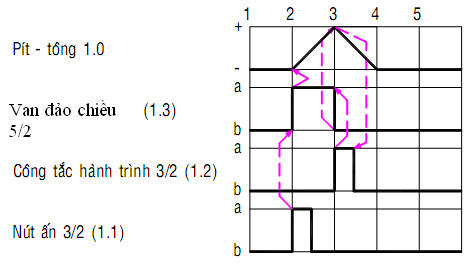 1 2 3 4 5
+
Pít - tông 1.0
-
a
Van đảo chiều (1.3)
5/2
b
a
Công tắc hành trình 3/2 (1.2)
b
a
Nút ấn 3/2 (1.1)
b